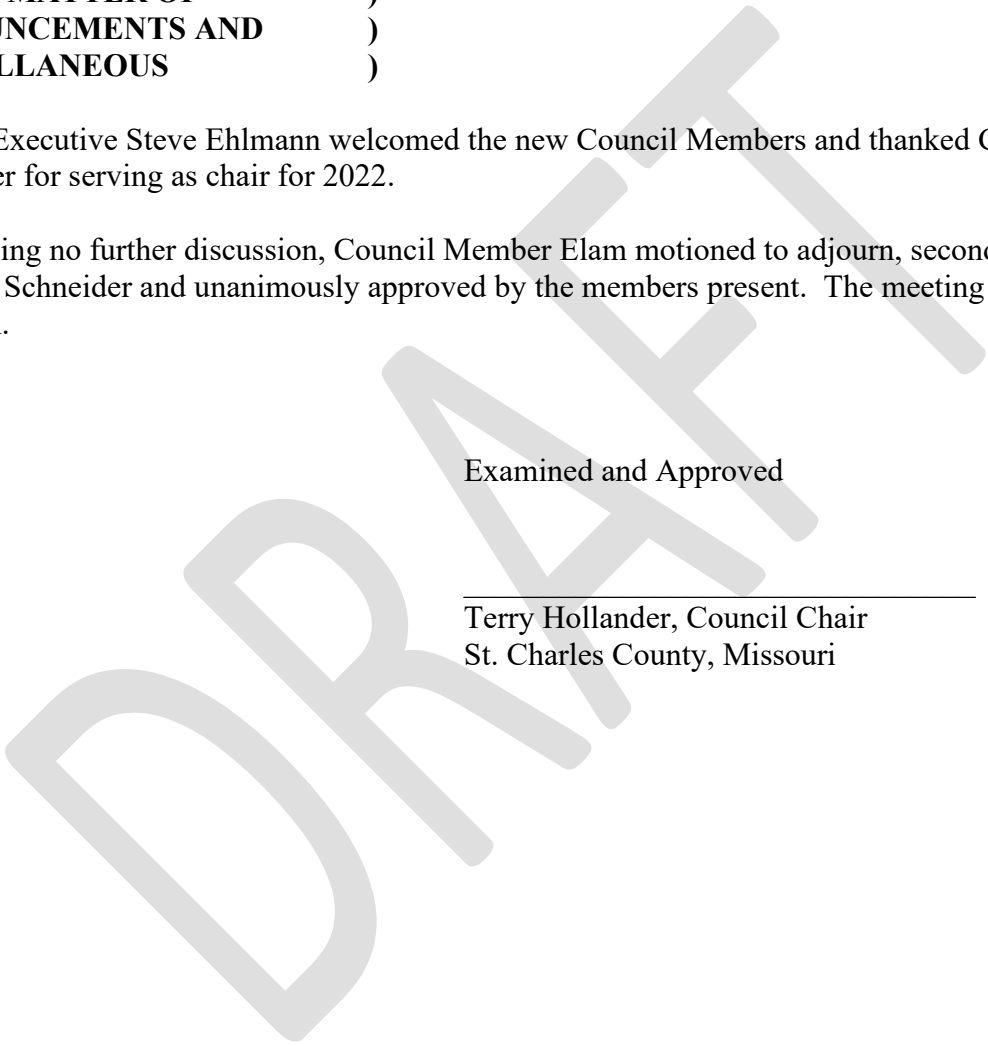 MATTER OF )
UNCEMENTS AND )
LLANEOUS )
Executive Steve Ehlmann welcomed the new Council Members and thanked C
er for serving as chair for 2022.
ing no further discussion, Council Member Elam motioned to adjourn, second
Schneider and unanimously approved by the members present. The meeting
.
Examined and Approved
Terry Hollander, Council Chair
St. Charles County, Missouri
DRAFT